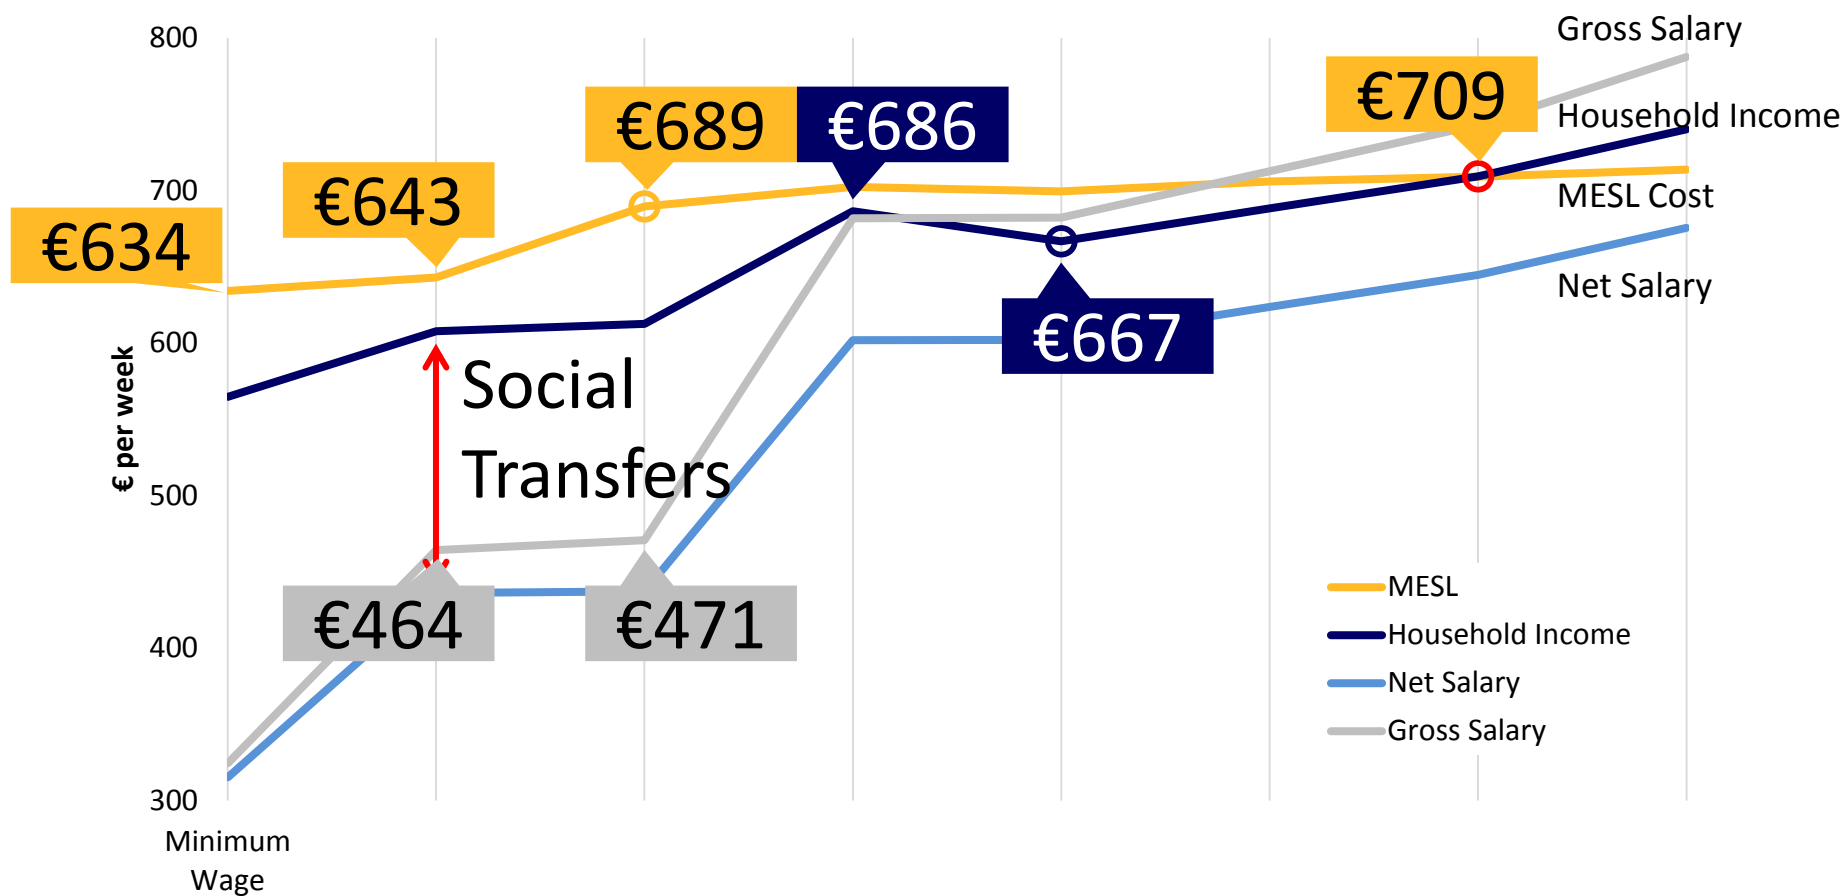 800
700
600
500
400
300
€ per week
Minimum
Wage
€634
€643
€689
€686
€709
€667
€464
€471
Social
Transfers
Gross Salary
Household Income
MESL Cost
Net Salary
MESL
Household Income
Net Salary
Gross Salary